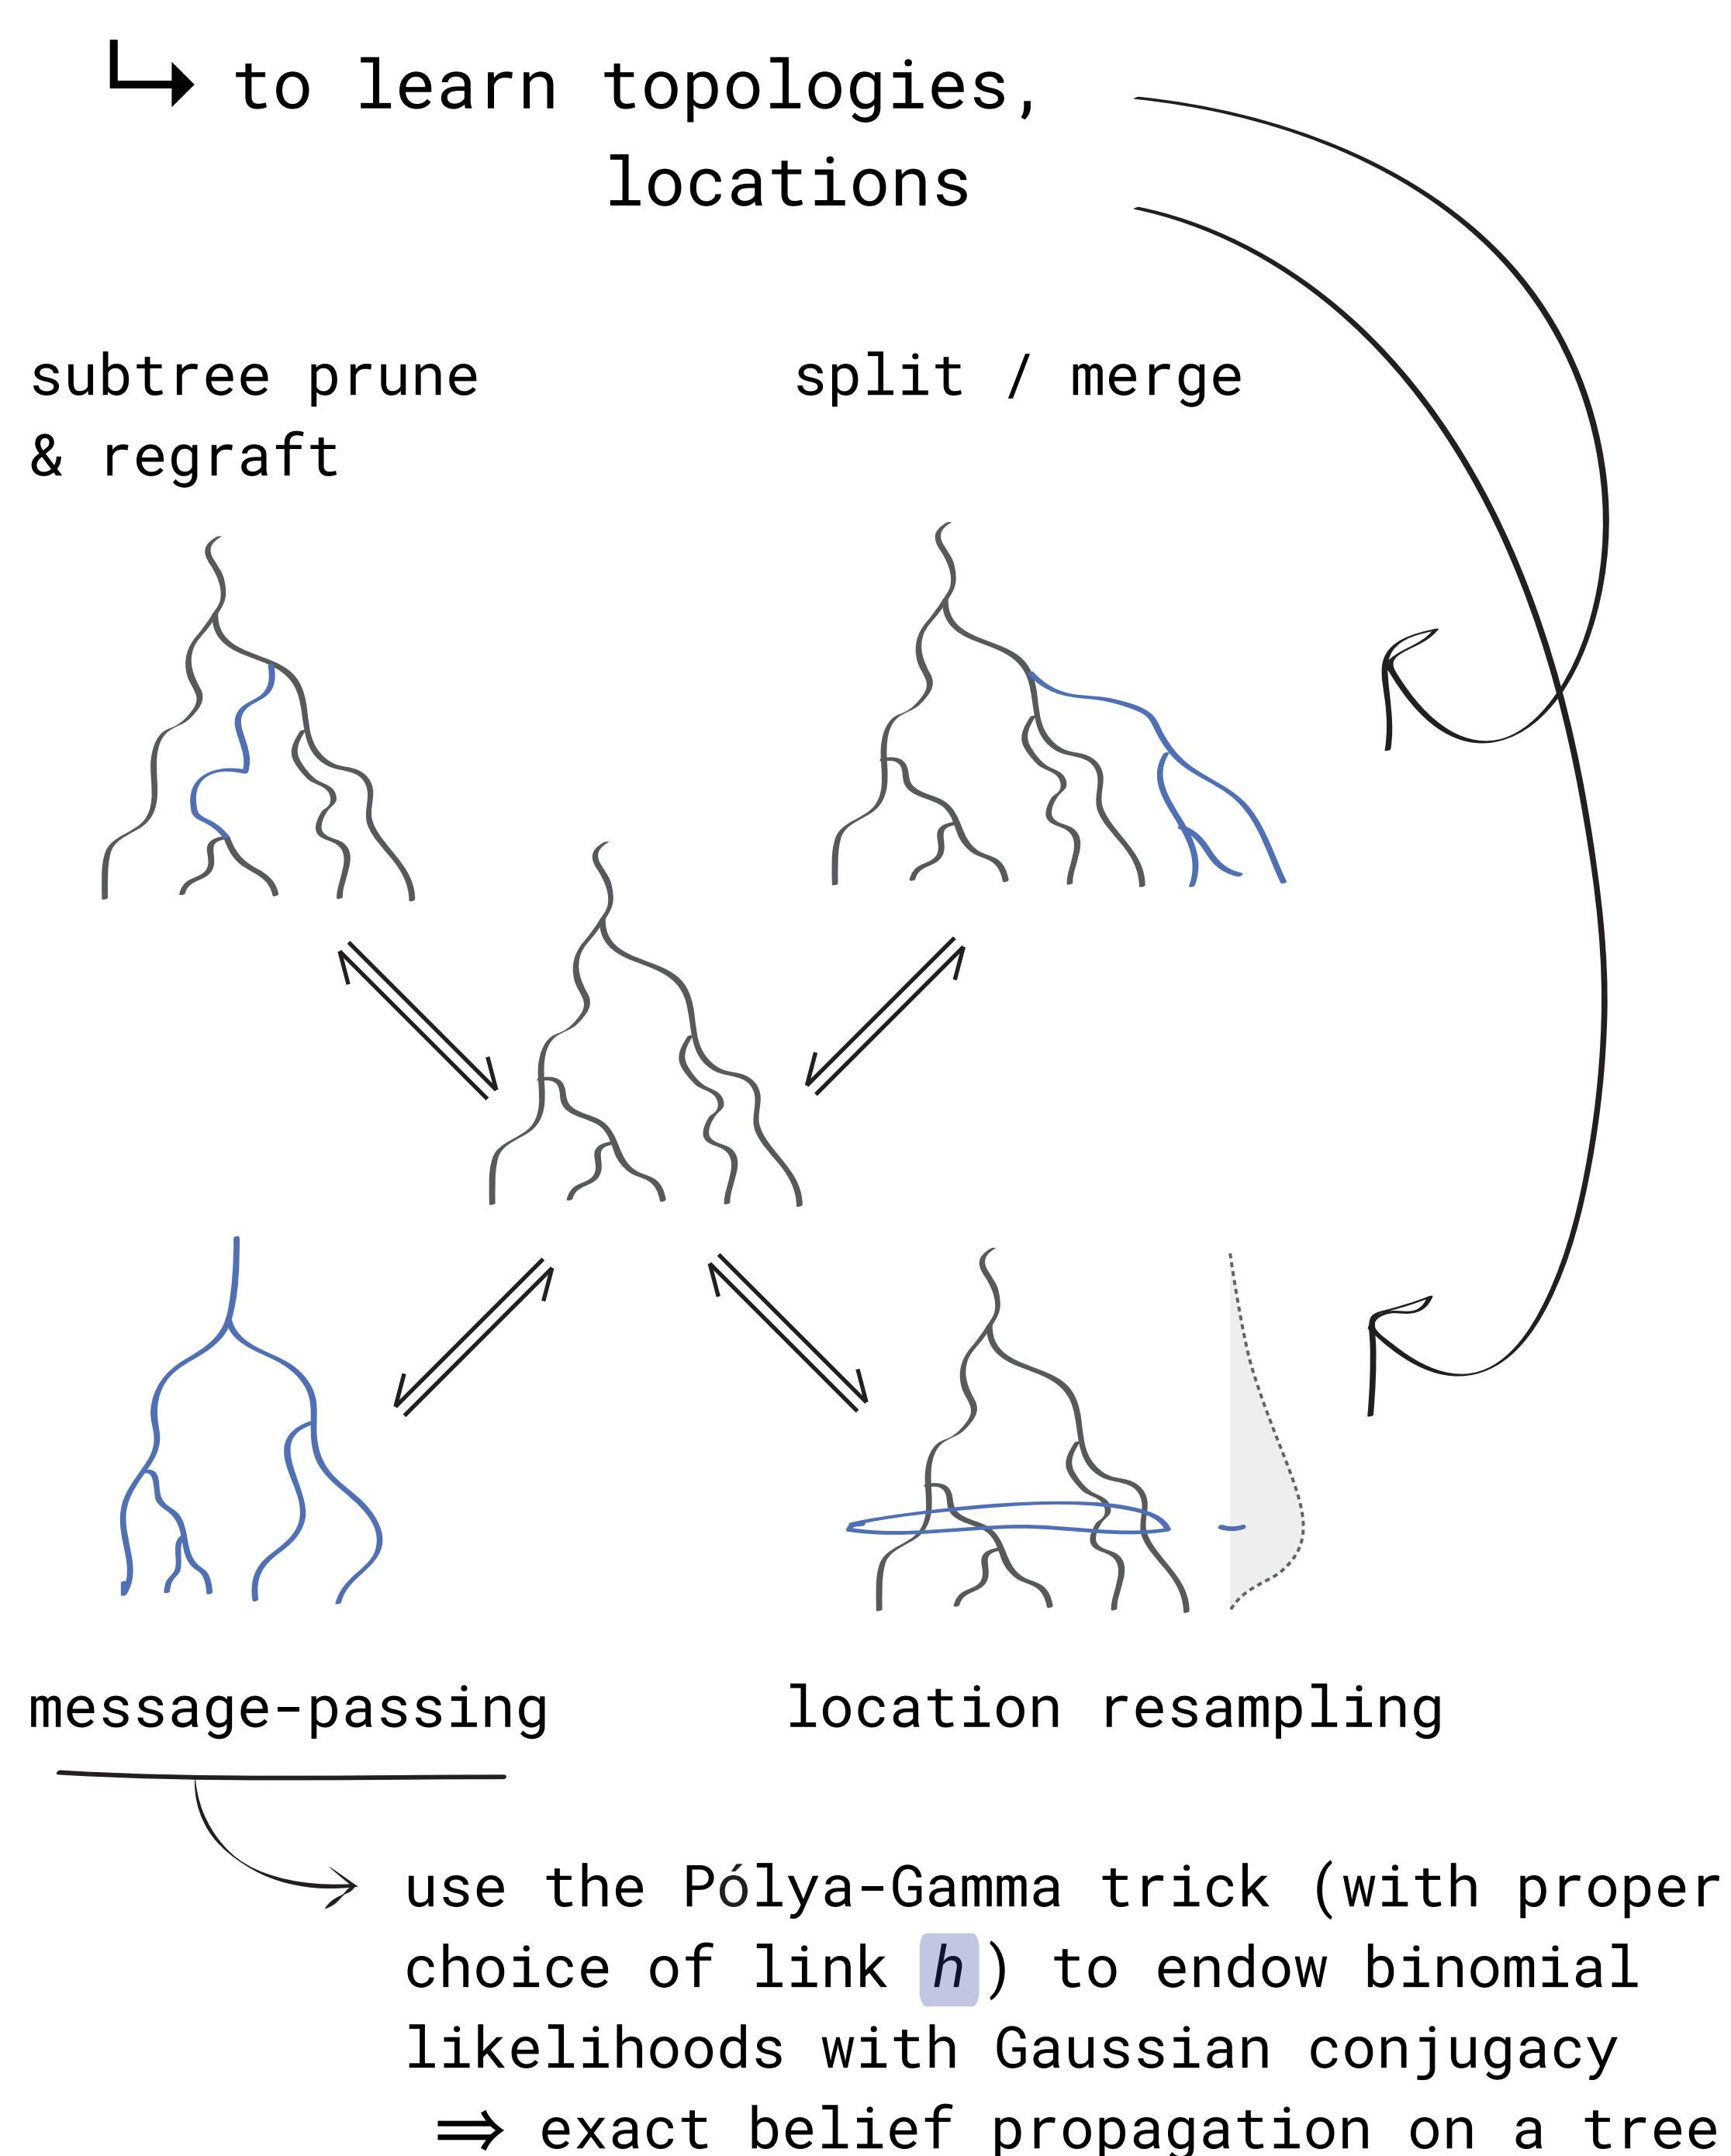 to learn topologies,
locations
subtree prune
& regraft
split / merge
message-passing
location resampling
use the Pólya-Gamma trick (with proper
choice of link h) to endow binomial
likelihoods with Gaussian conjugacy
⇒ exact belief propagation on a tree